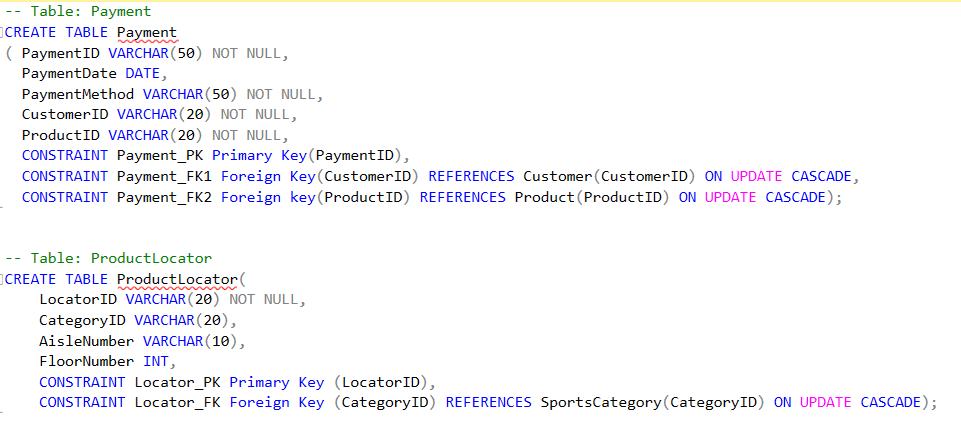 -- Table: Payment
CREATE TABLE Payment
( PaymentID VARCHAR(50) NOT NULL,
PaymentDate DATE,
PaymentMethod VARCHAR(50) NOT NULL,
CustomerID VARCHAR(20) NOT NULL,
ProductID VARCHAR(20) NOT NULL,
CONSTRAINT Payment_PK Primary Key(PaymentID),
CONSTRAINT Payment_FK1 Foreign Key(CustomerID) REFERENCES Customer(CustomerID) ON UPDATE CASCADE,
CONSTRAINT Payment_FK2 Foreign key(ProductID) REFERENCES Product(ProductID) ON UPDATE CASCADE);
-- Table: ProductLocator
CREATE TABLE ProductLocator(
LocatorID VARCHAR(20) NOT NULL,
CategoryID VARCHAR(20),
AisleNumber VARCHAR(10),
FloorNumber INT,
CONSTRAINT Locator_PK Primary Key (LocatorID),
CONSTRAINT Locator_FK Foreign Key (CategoryID) REFERENCES SportsCategory(CategoryID) ON UPDATE CASCADE);